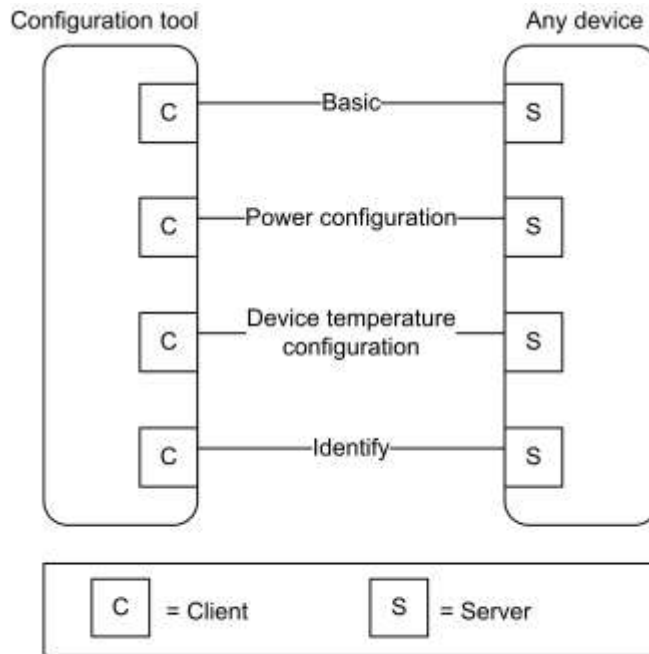 Configuration tool
Any device
C
Basic
S
C
Power configuration
S
C
Device temperature
configuration
S
C
Identify
S
C
= Client
S
= Server